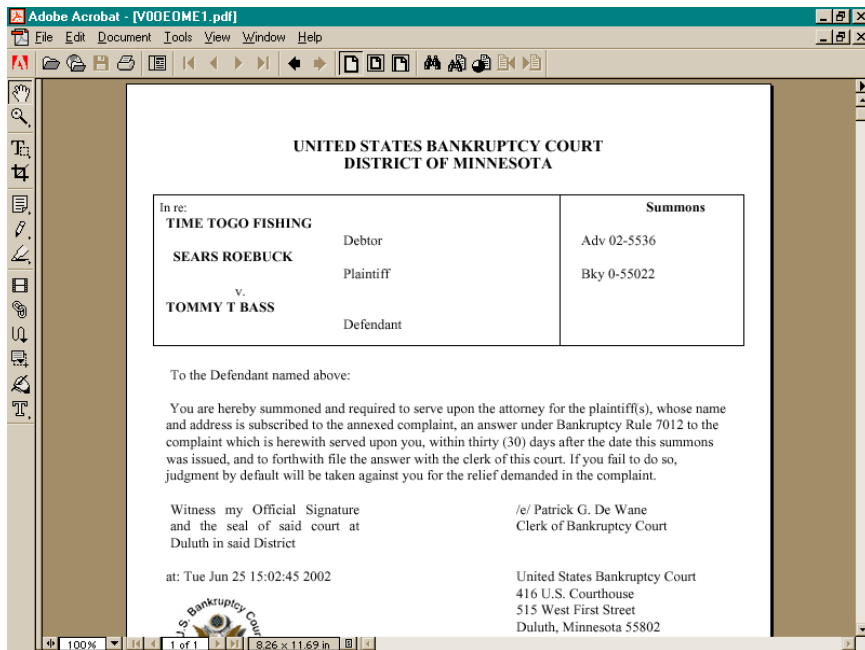 Adobe Acrobat - [V00EOME1.pdf]
File Edit Document Tools View Window Help
UNITED STATES BANKRUPTCY COURT
DISTRICT OF MINNESOTA
In re:
TIME TOGO FISHING
Debtor
SEARS ROEBUCK
Plaintiff
v.
TOMMY T BASS
Defendant
Summons
Adv 02-5536
Bky 0-55022
To the Defendant named above:
You are hereby summoned and required to serve upon the attorney for the plaintiff(s), whose name
and address is subscribed to the annexed complaint, an answer under Bankruptcy Rule 7012 to the
complaint which is herewith served upon you, within thirty (30) days after the date this summons
was issued, and to forthwith file the answer with the clerk of this court. If you fail to do so,
judgment by default will be taken against you for the relief demanded in the complaint.
Witness my Official Signature
and the seal of said court at
Duluth in said District
/e/ Patrick G. De Wane
Clerk of Bankruptcy Court
at: Tue Jun 25 15:02:45 2002
United States Bankruptcy Court
416 U.S. Courthouse
515 West First Street
Duluth, Minnesota 55802
U.S. Bankruptcy
100% 1 of 1 8.26 x 11.69 in